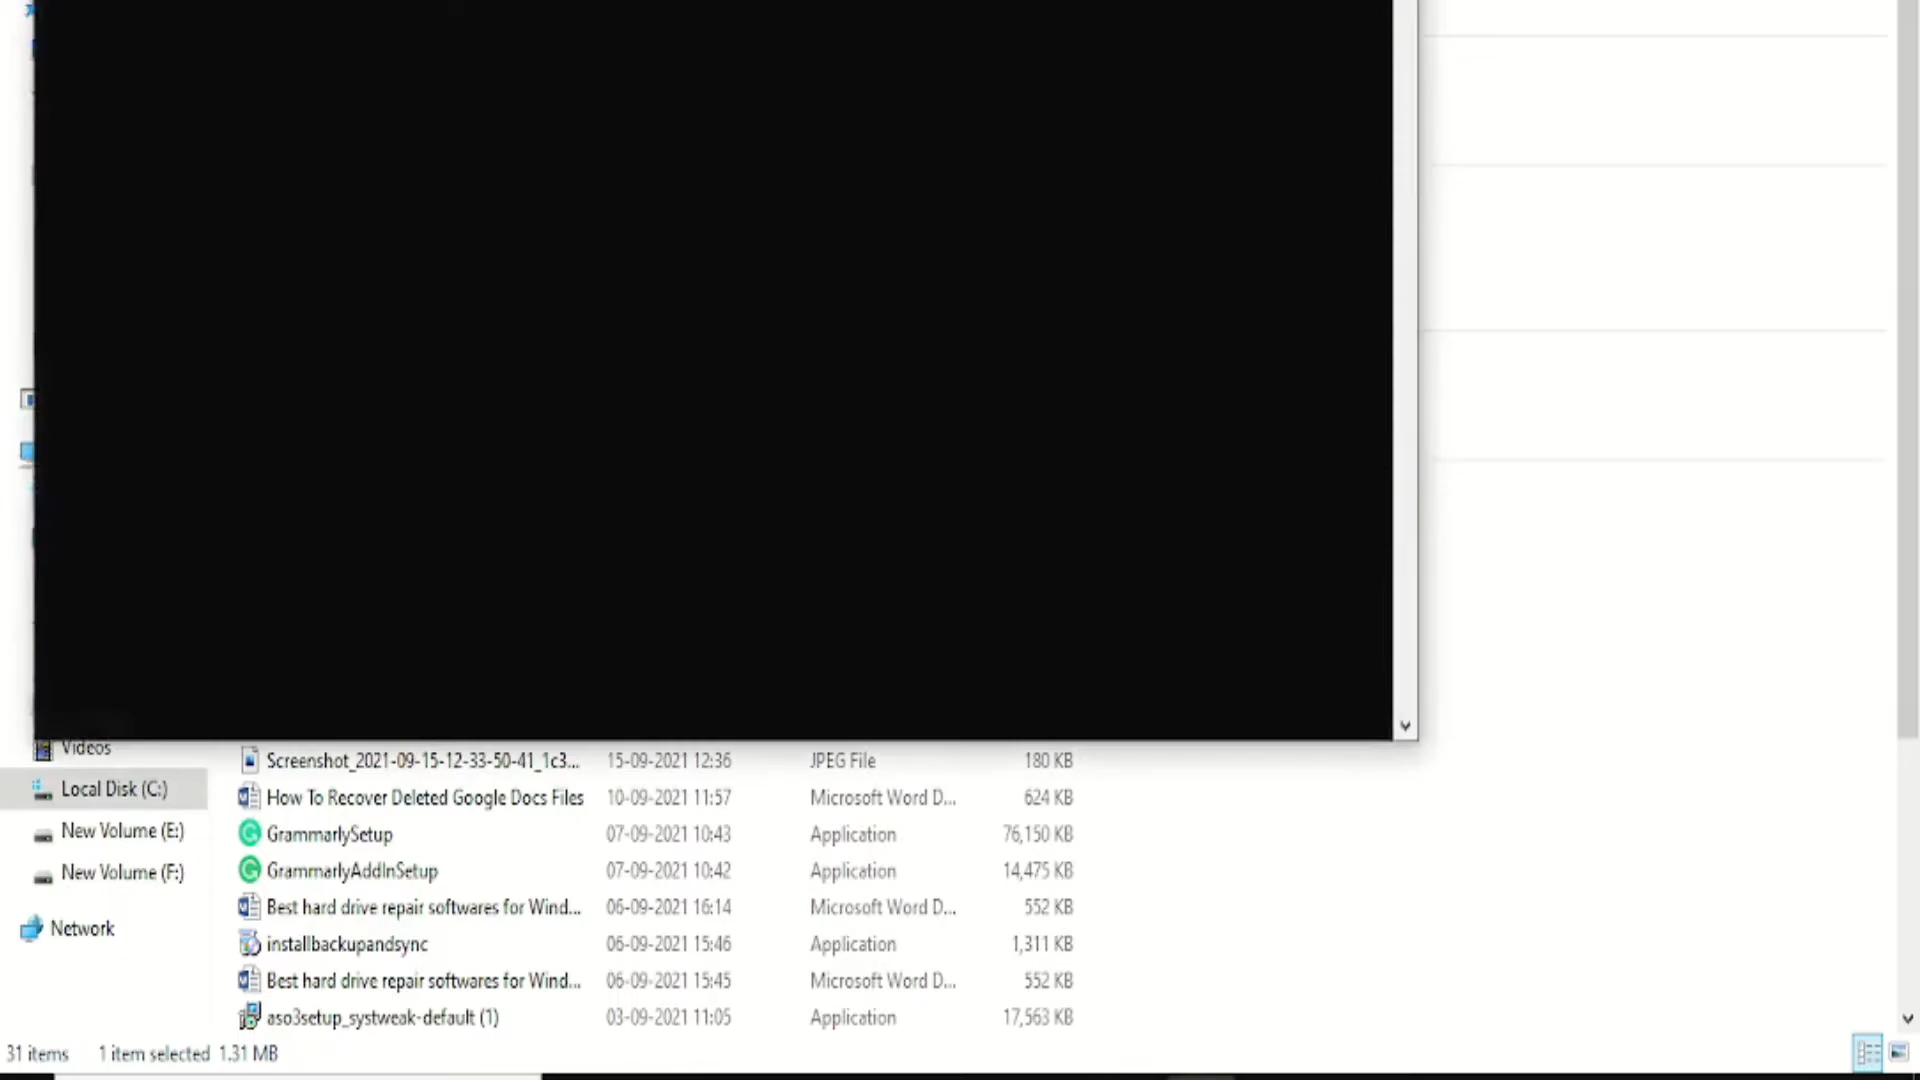 Videos
Screenshot_2021-09-15-12-33-50-41_1c3... 15-09-2021 12:36 JPEG File 180 KB
Local Disk (C:)
How To Recover Deleted Google Docs Files 10-09-2021 11:57 Microsoft Word D... 624 KB
New Volume (E:)
GrammarlySetup 07-09-2021 10:43 Application 76,150 KB
New Volume (F:)
GrammarlyAddInSetup 07-09-2021 10:42 Application 14,475 KB
Best hard drive repair softwares for Wind... 06-09-2021 16:14 Microsoft Word D... 552 KB
Network
installbackupandsync 06-09-2021 15:46 Application 1,311 KB
Best hard drive repair softwares for Wind... 06-09-2021 15:45 Microsoft Word D... 552 KB
aso3setup_systweak-default (1) 03-09-2021 11:05 Application 17,563 KB
31 items 1 item selected 1.31 MB